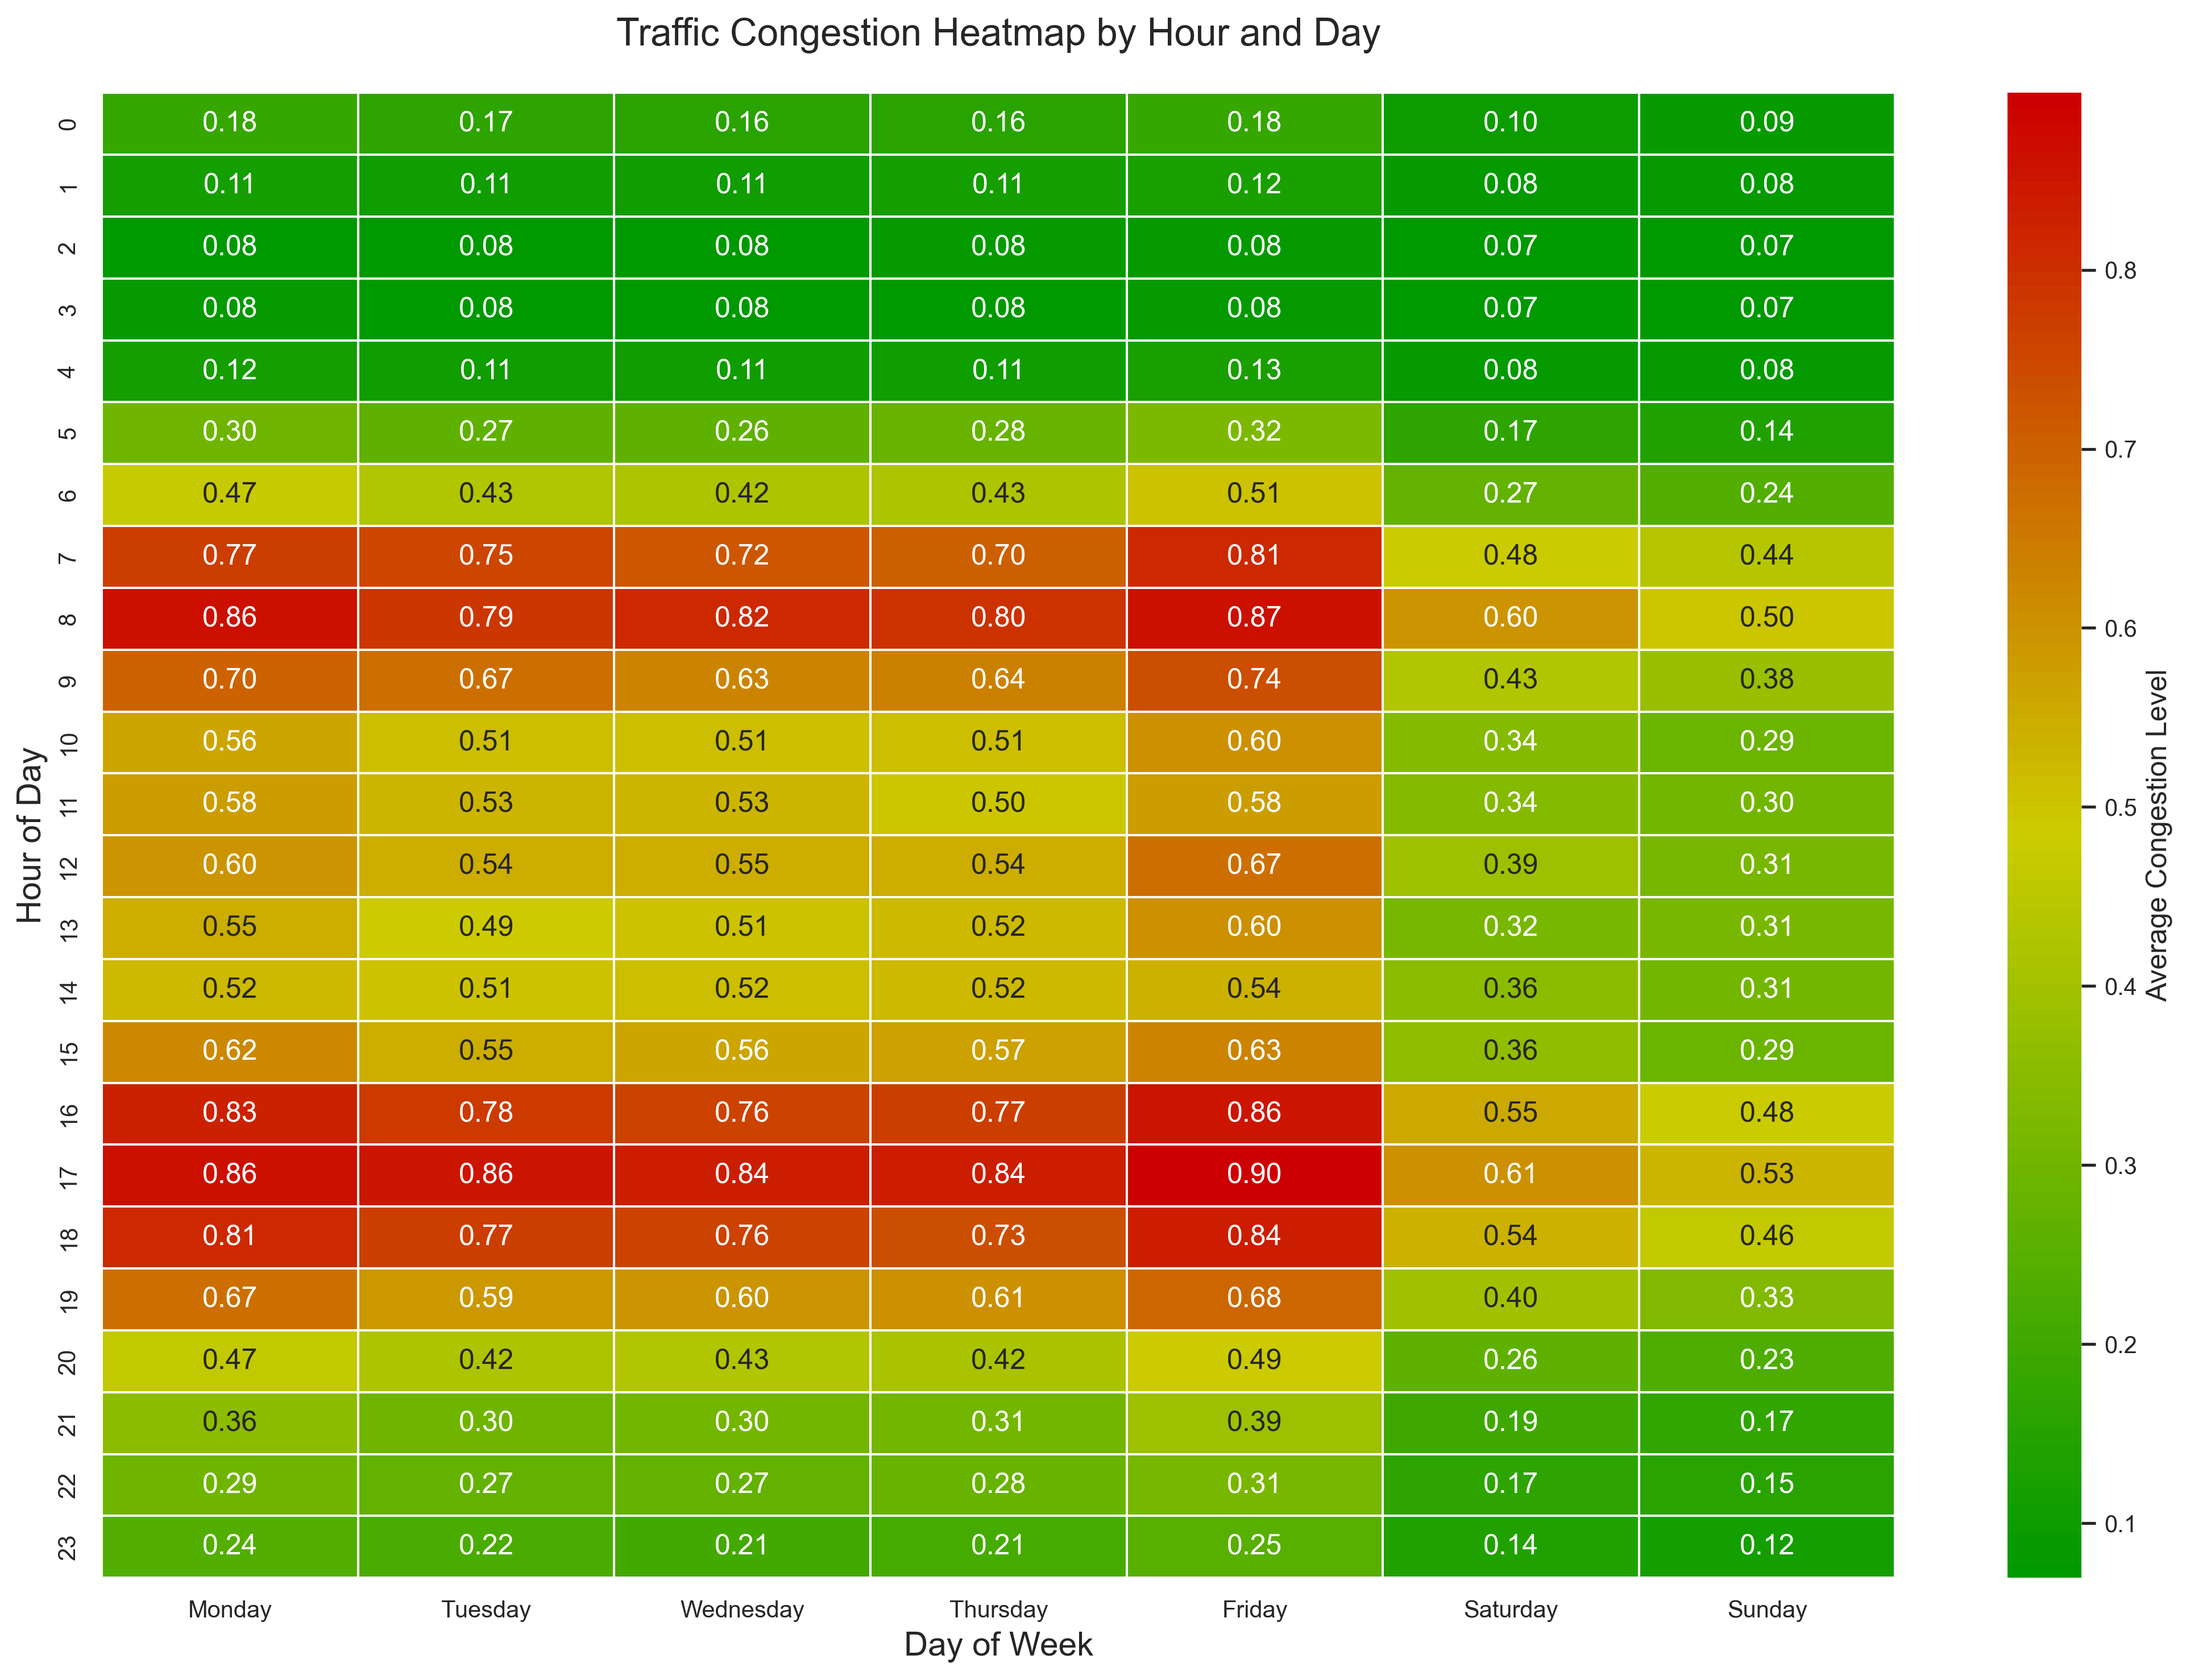 Traffic Congestion Heatmap by Hour and Day
0 0.18 0.17 0.16 0.16 0.18 0.10 0.09
1 0.11 0.11 0.11 0.11 0.12 0.08 0.08
2 0.08 0.08 0.08 0.08 0.08 0.07 0.07
3 0.08 0.08 0.08 0.08 0.08 0.07 0.07
4 0.12 0.11 0.11 0.11 0.13 0.08 0.08
5 0.30 0.27 0.26 0.28 0.32 0.17 0.14
6 0.47 0.43 0.42 0.43 0.51 0.27 0.24
7 0.77 0.75 0.72 0.70 0.81 0.48 0.44
8 0.86 0.79 0.82 0.80 0.87 0.60 0.50
9 0.70 0.67 0.63 0.64 0.74 0.43 0.38
10 0.56 0.51 0.51 0.51 0.60 0.34 0.29
11 0.58 0.53 0.53 0.50 0.58 0.34 0.30
12 0.60 0.54 0.55 0.54 0.67 0.39 0.31
13 0.55 0.49 0.51 0.52 0.60 0.32 0.31
14 0.52 0.51 0.52 0.52 0.54 0.36 0.31
15 0.62 0.55 0.56 0.57 0.63 0.36 0.29
16 0.83 0.78 0.76 0.77 0.86 0.55 0.48
17 0.86 0.86 0.84 0.84 0.90 0.61 0.53
18 0.81 0.77 0.76 0.73 0.84 0.54 0.46
19 0.67 0.59 0.60 0.61 0.68 0.40 0.33
20 0.47 0.42 0.43 0.42 0.49 0.26 0.23
21 0.36 0.30 0.30 0.31 0.39 0.19 0.17
22 0.29 0.27 0.27 0.28 0.31 0.17 0.15
23 0.24 0.22 0.21 0.21 0.25 0.14 0.12
Monday Tuesday Wednesday Thursday Friday Saturday Sunday
Day of Week
Hour of Day
0.8
0.7
0.6
0.5
0.4
0.3
0.2
0.1
Average Congestion Level